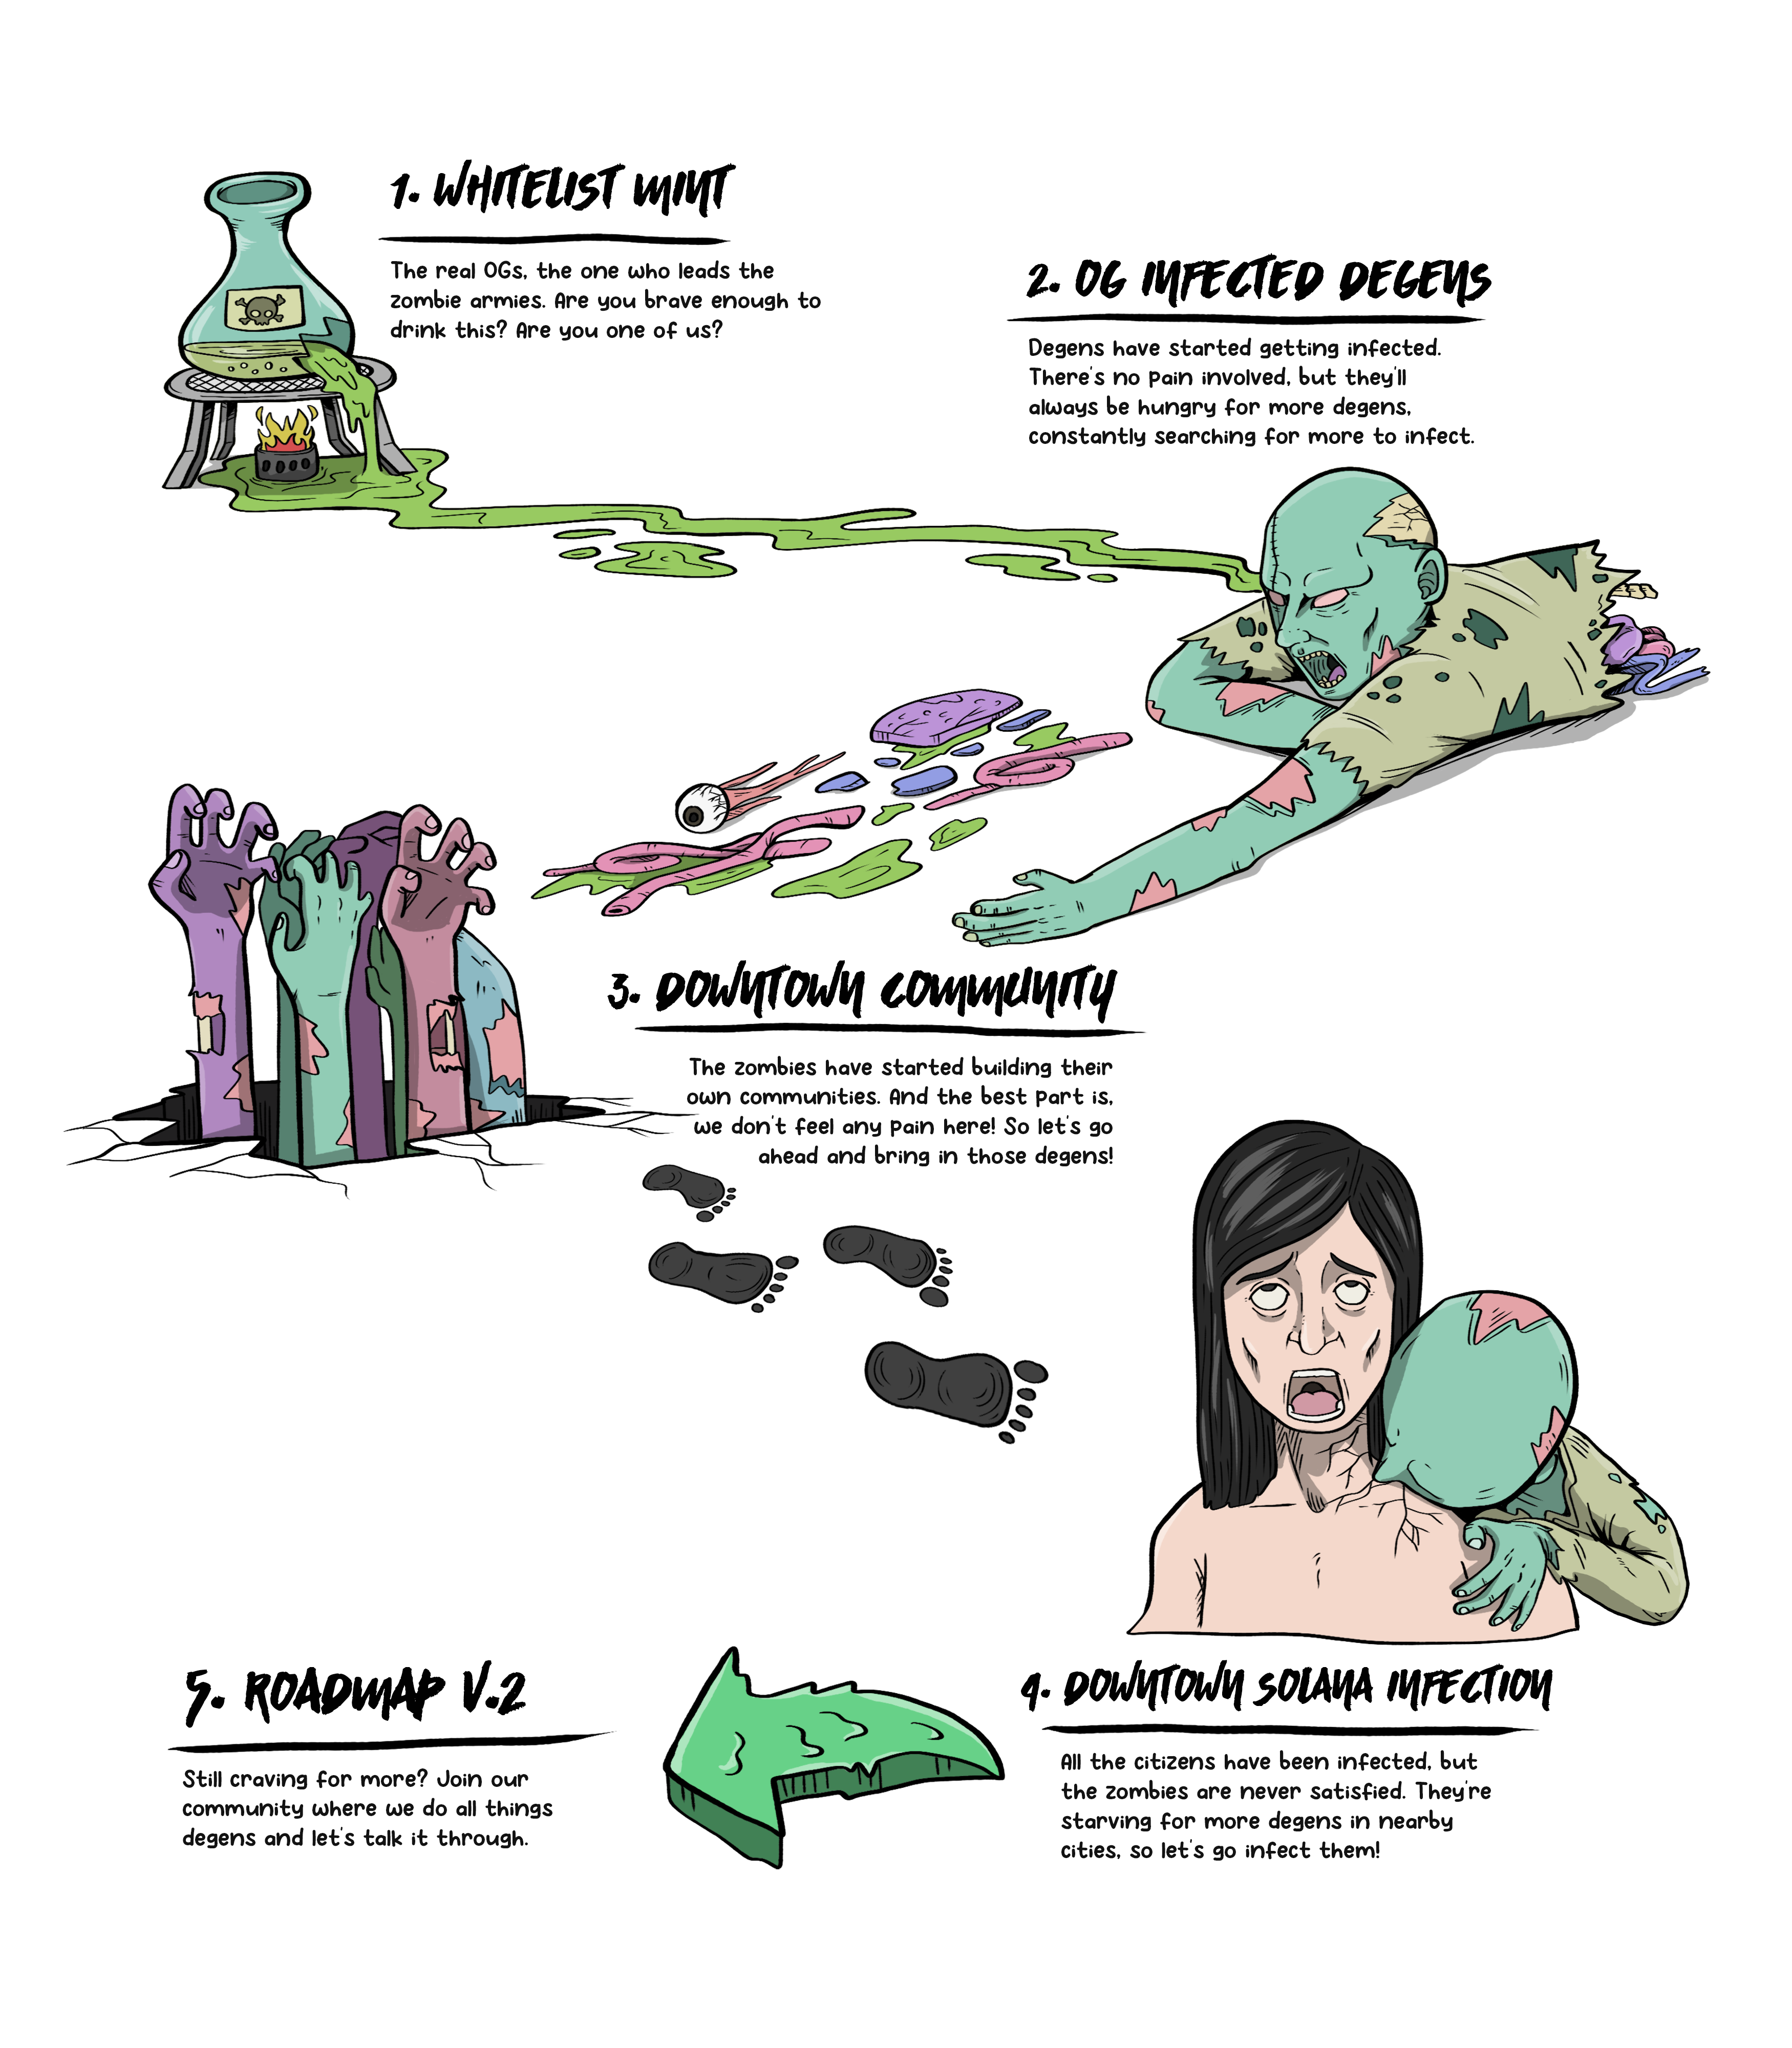 1. WHITELIST MINT
The real OGs, the one who leads the
zombie armies. Are you brave enough to
drink this? Are you one of us?
2. OG INFECTED DEGENS
Degens have started getting infected.
There's no pain involved, but they'll
always be hungry for more degens,
constantly searching for more to infect.
3. DOWNTOWN COMMUNITY
The zombies have started building their
own communities. And the best part is,
we don't feel any pain here! So let's go
ahead and bring in those degens!
4. DOWNTOWN SOLANA INFECTION
All the citizens have been infected, but
the zombies are never satisfied. They're
starving for more degens in nearby
cities, so let's go infect them!
5. ROADMAP V.2
Still craving for more? Join our
community where we do all things
degens and let's talk it through.